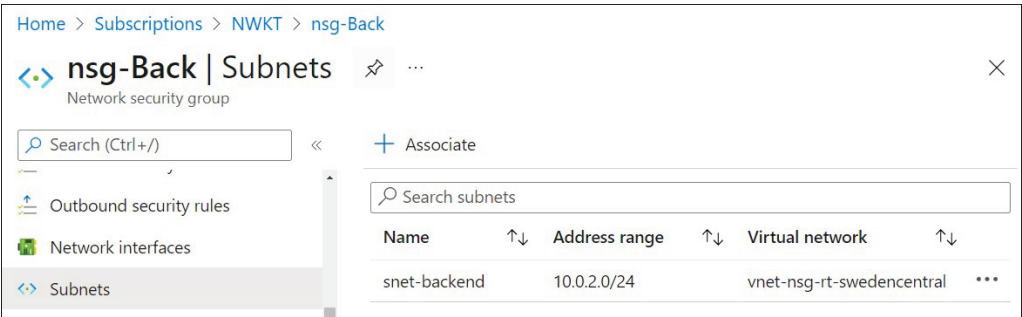 Home > Subscriptions > NWKT > nsg-Back
nsg-Back | Subnets ...
Network security group
Search (Ctrl+/) «
Associate
Outbound security rules
Network interfaces
Subnets
Search subnets
Name Address range Virtual network
snet-backend 10.0.2.0/24 vnet-nsg-rt-swedencentral ...